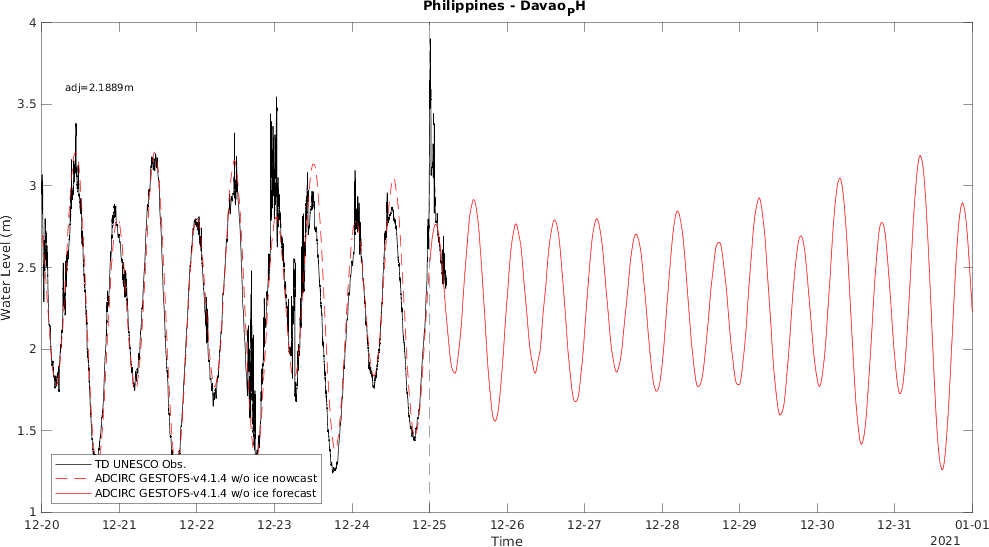 Philippines - Davao_pH
4
adj=2.1889m
3.5
3
2.5
2
1.5
1
Water Level (m)
TD UNESCO Obs.
ADCIRC GESTOFS-v4.1.4 w/o ice nowcast
ADCIRC GESTOFS-v4.1.4 w/o ice forecast
12-20 12-21 12-22 12-23 12-24 12-25 12-26 12-27 12-28 12-29 12-30 12-31 01-01
Time
2021